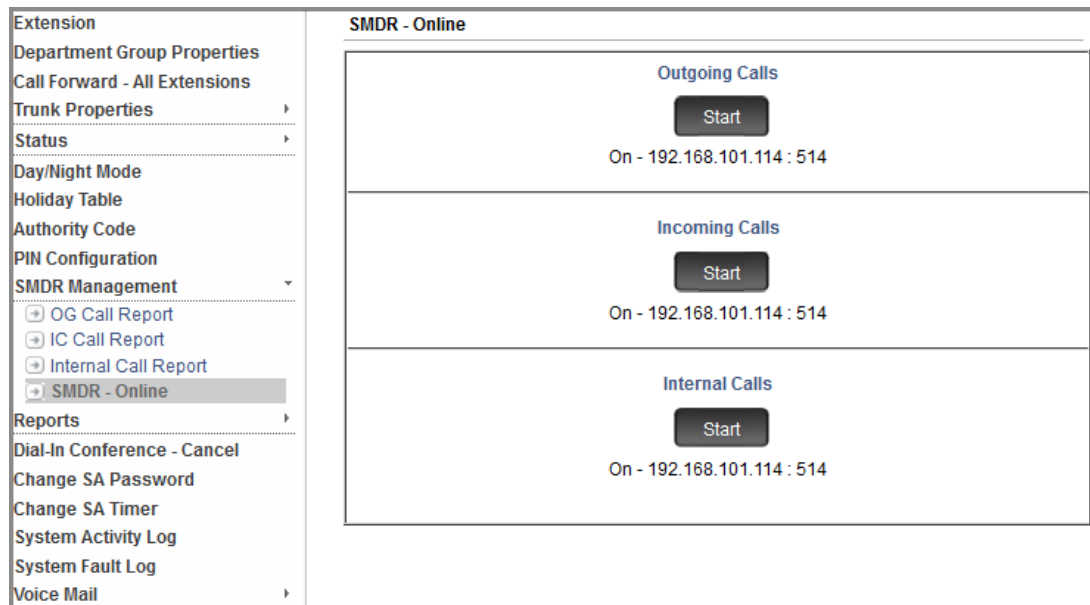 Extension
Department Group Properties
Call Forward - All Extensions
Trunk Properties
Status
Day/Night Mode
Holiday Table
Authority Code
PIN Configuration
SMDR Management
OG Call Report
IC Call Report
Internal Call Report
SMDR - Online
Reports
Dial-In Conference - Cancel
Change SA Password
Change SA Timer
System Activity Log
System Fault Log
Voice Mail
SMDR - Online
Outgoing Calls
Start
On - 192.168.101.114 : 514
Incoming Calls
Start
On - 192.168.101.114 : 514
Internal Calls
Start
On - 192.168.101.114 : 514